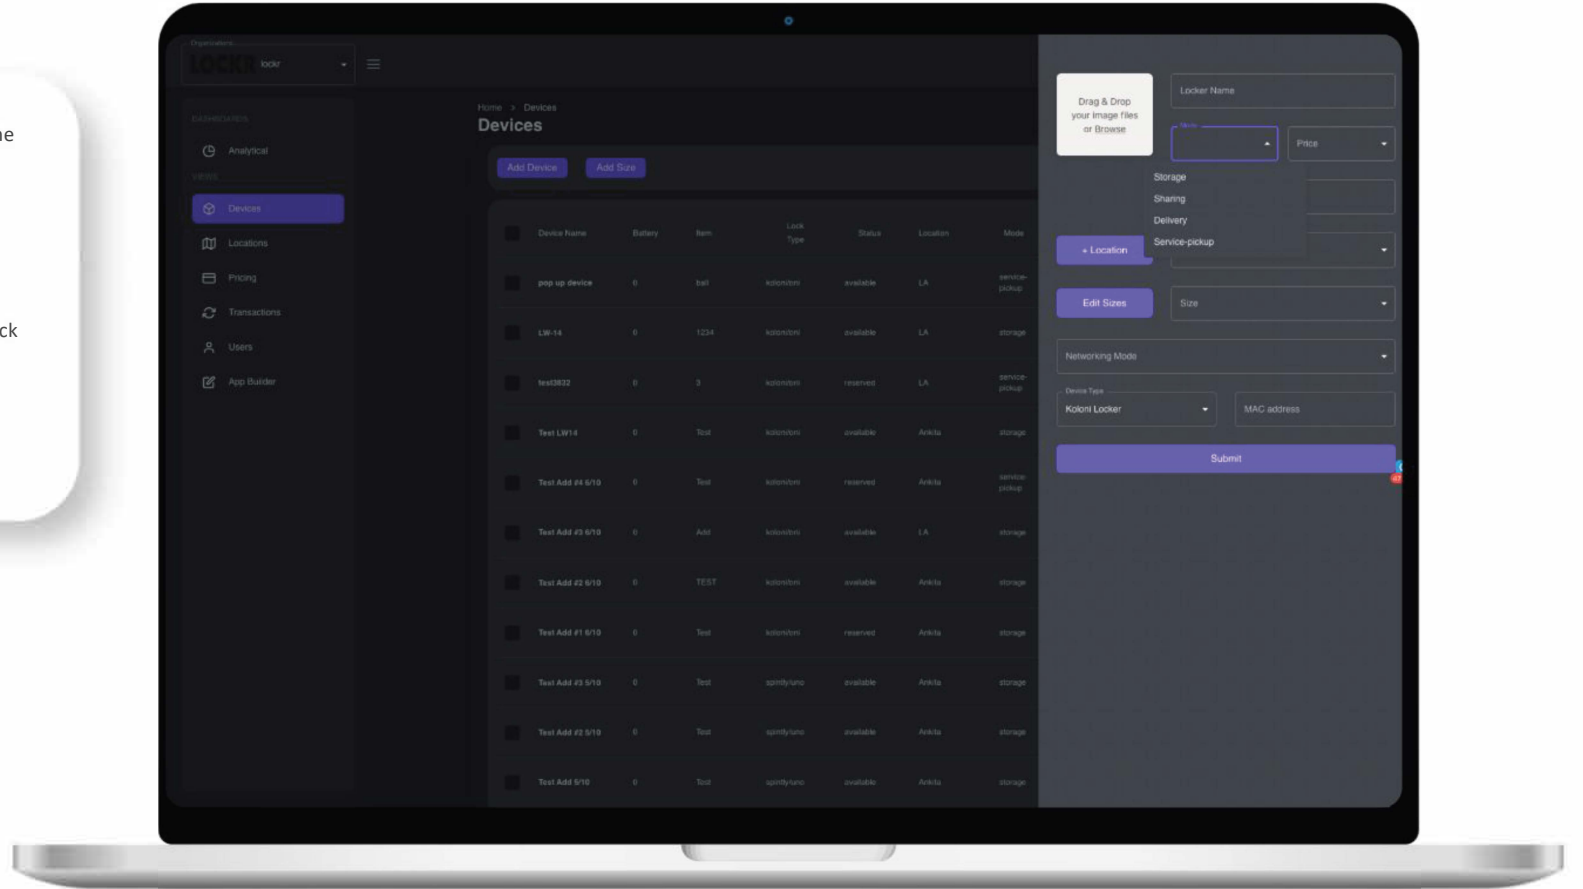 ne
ck
Organizations
LOCKR lockr
DASHBOARDS
Analytical
VIEWS
Devices
Locations
Pricing
Transactions
Users
App Builder
Home > Devices
Devices
Add Device Add Size
Device Name Battery Item Lock Type Status Location Mode
pop up device 0 ball koloni/oni available LA service-pickup
LW-14 0 1234 koloni/oni available LA storage
test3832 0 3 koloni/oni reserved LA service-pickup
Test LW14 0 Test koloni/oni available Ankita storage
Test Add #4 6/10 0 Test koloni/oni reserved Ankita service-pickup
Test Add #3 6/10 0 Add koloni/oni available LA storage
Test Add #2 6/10 0 TEST koloni/oni available Ankita storage
Test Add #1 6/10 0 Test koloni/oni reserved Ankita storage
Test Add #3 5/10 0 Test spintly/uno available Ankita storage
Test Add #2 5/10 0 Test spintly/uno available Ankita storage
Test Add 5/10 0 Test spintly/uno available Ankita storage
Drag & Drop
your image files
or Browse
Locker Name
Mode
Price
Storage
Sharing
Delivery
Service-pickup
+ Location
Edit Sizes
Size
Networking Mode
Device Type
Koloni Locker
MAC address
Submit